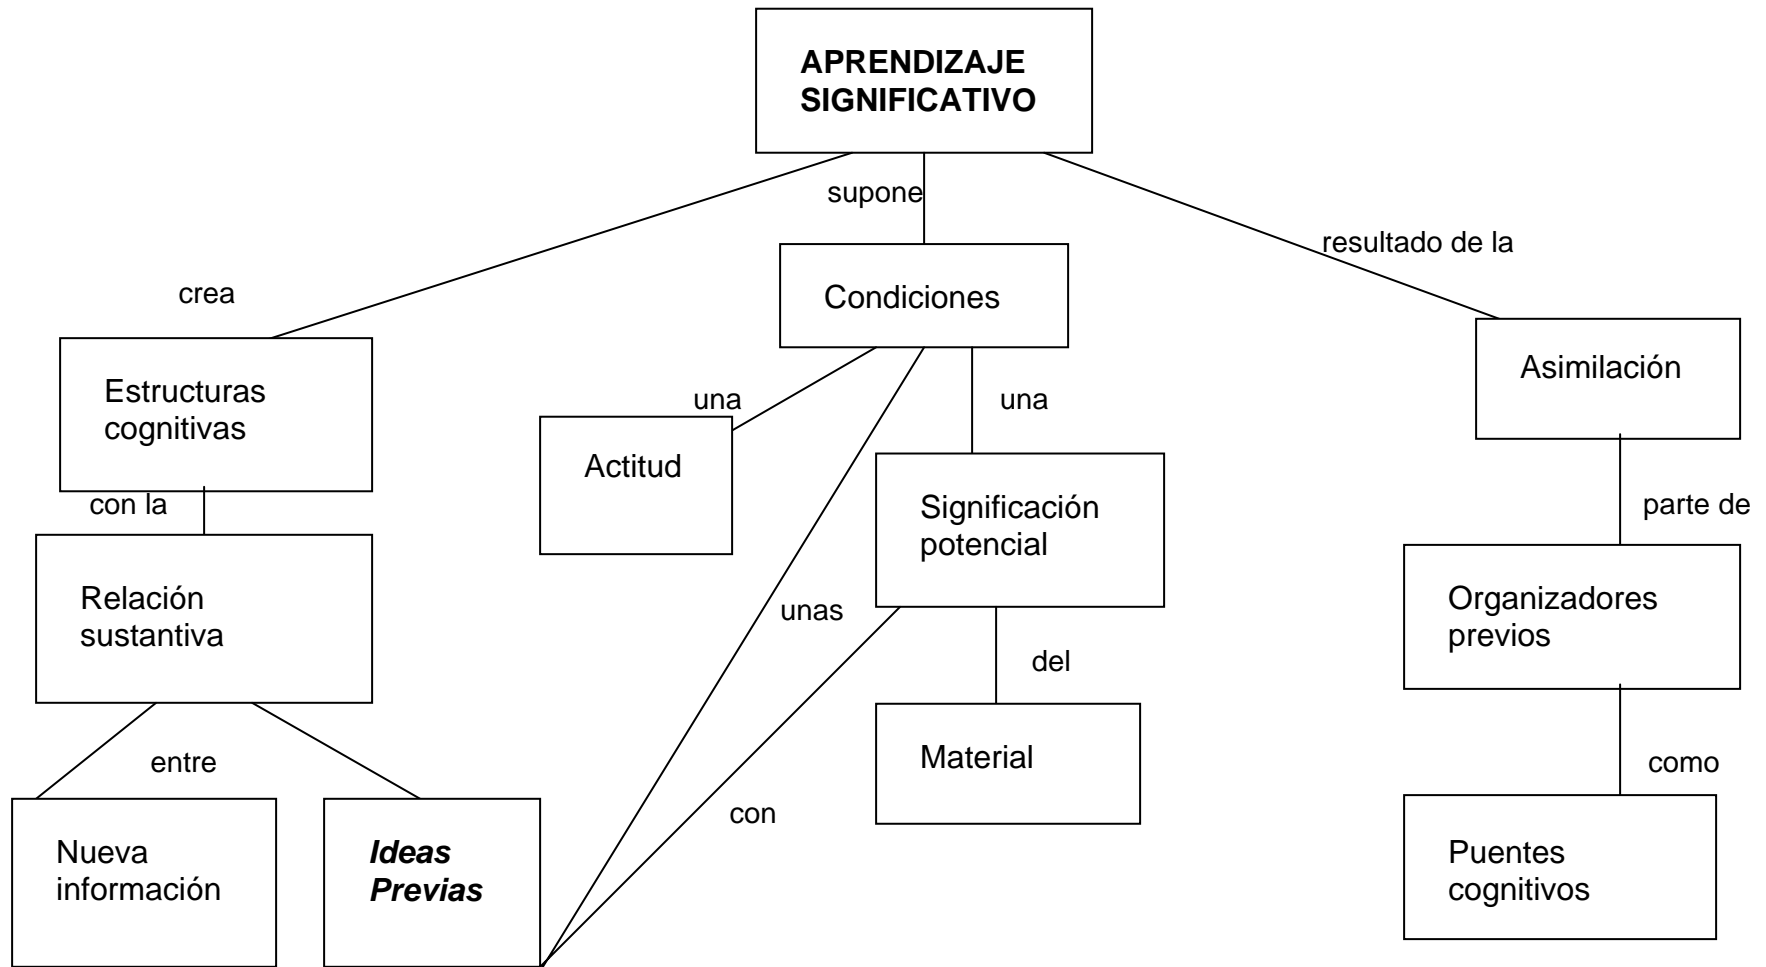 APRENDIZAJE
SIGNIFICATIVO
supone
resultado de la
crea
Condiciones
Estructuras
cognitivas
Asimilación
una
una
Actitud
con la
Significación
potencial
parte de
Relación
sustantiva
unas
Organizadores
previos
del
entre
Material
como
con
Nueva
información
Ideas
Previas
Puentes
cognitivos